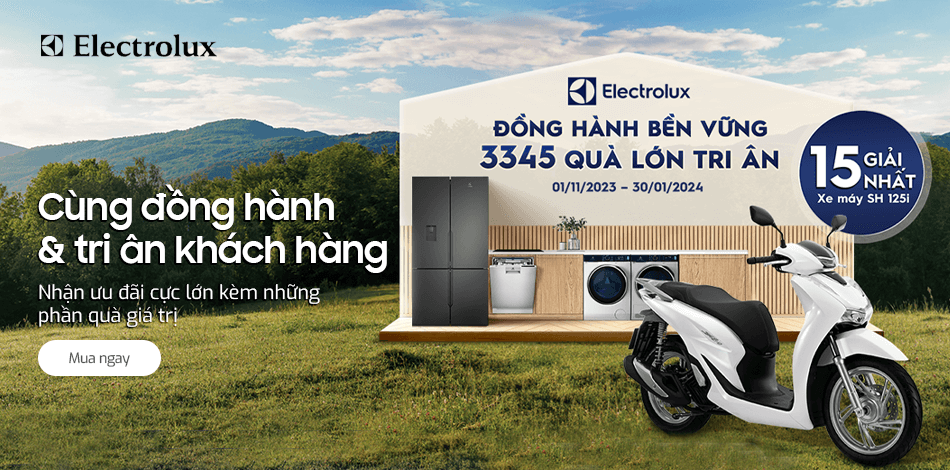 Electrolux
Electrolux
ĐỒNG HÀNH BỀN VỮNG
3345 QUÀ LỚN TRI ÂN
01/11/2023 – 30/01/2024
15 GIẢI
NHẤT
Xe máy SH 125i
Cùng đồng hành
& tri ân khách hàng
Nhận ưu đãi cực lớn kèm những
phần quà giá trị
Mua ngay